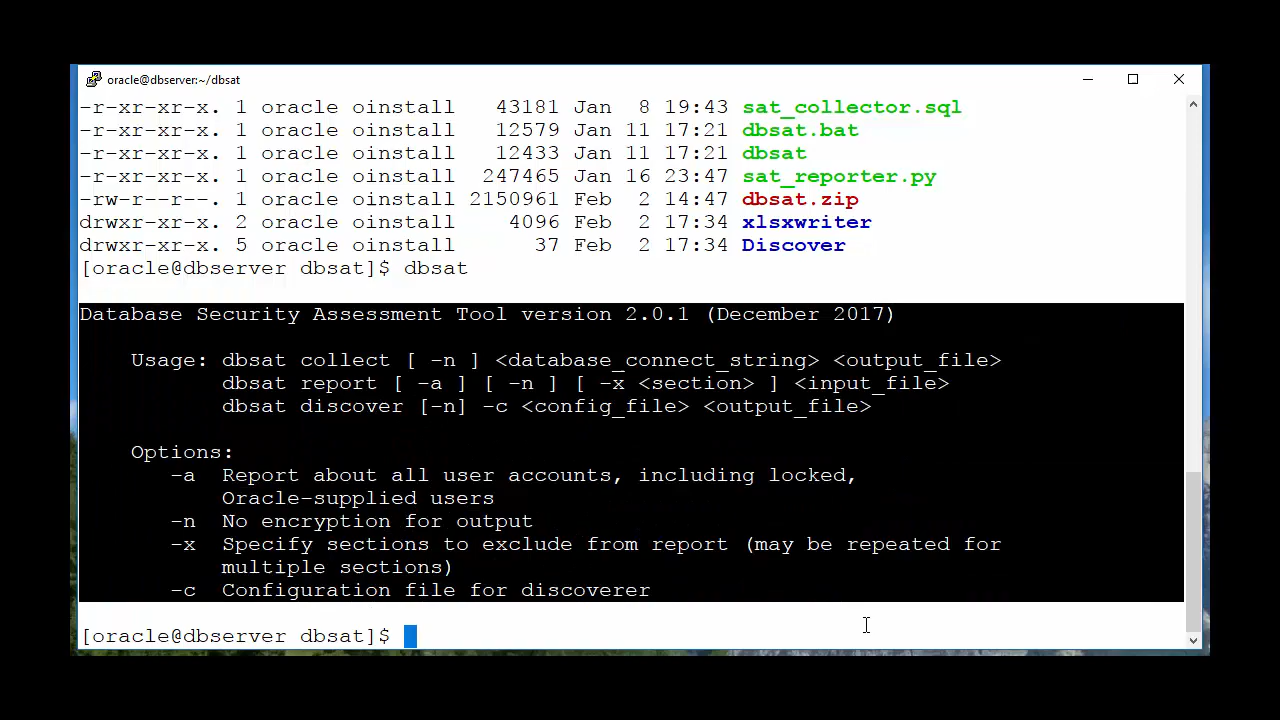 oracle@dbserver:~/dbsat
-r-xr-xr-x. 1 oracle oinstall 43181 Jan 8 19:43 sat_collector.sql
-r-xr-xr-x. 1 oracle oinstall 12579 Jan 11 17:21 dbsat.bat
-r-xr-xr-x. 1 oracle oinstall 12433 Jan 11 17:21 dbsat
-r-xr-xr-x. 1 oracle oinstall 247465 Jan 16 23:47 sat_reporter.py
-rw-r--r--. 1 oracle oinstall 2150961 Feb 2 14:47 dbsat.zip
drwxr-xr-x. 2 oracle oinstall 4096 Feb 2 17:34 xlsxwriter
drwxr-xr-x. 5 oracle oinstall 37 Feb 2 17:34 Discover
[oracle@dbserver dbsat]$ dbsat
Database Security Assessment Tool version 2.0.1 (December 2017)
Usage: dbsat collect [ -n ] <database_connect_string> <output_file>
dbsat report [ -a ] [ -n ] [ -x <section> ] <input_file>
dbsat discover [-n] -c <config_file> <output_file>
Options:
-a Report about all user accounts, including locked,
Oracle-supplied users
-n No encryption for output
-x Specify sections to exclude from report (may be repeated for
multiple sections)
-c Configuration file for discoverer
[oracle@dbserver dbsat]$